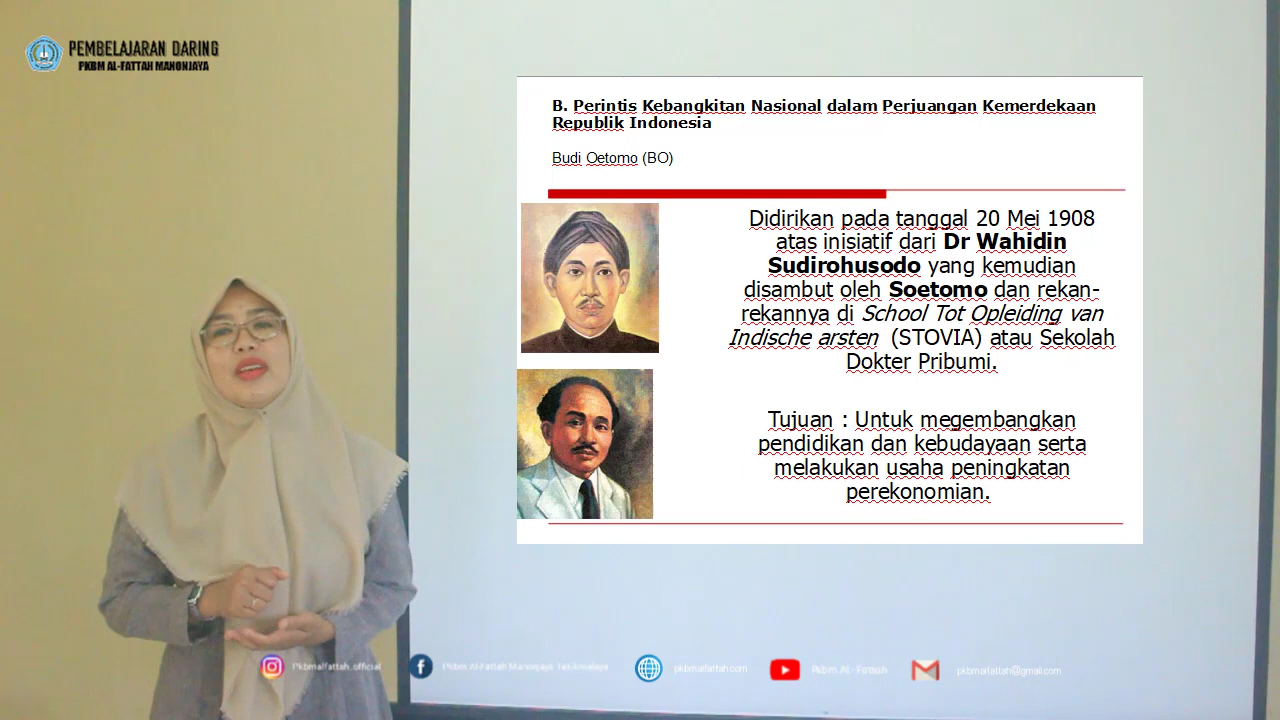 PEMBELAJARAN DARING
PKBM AL-FATTAH MANONJAYA
B. Perintis Kebangkitan Nasional dalam Perjuangan Kemerdekaan
Republik Indonesia
Budi Oetomo (BO)
Didirikan pada tanggal 20 Mei 1908
atas inisiatif dari Dr Wahidin
Sudirohusodo yang kemudian
disambut oleh Soetomo dan rekan-
rekannya di School Tot Opleiding van
Indische arsten (STOVIA) atau Sekolah
Dokter Pribumi.
Tujuan : Untuk megembangkan
pendidikan dan kebudayaan serta
melakukan usaha peningkatan
perekonomian.
Pkbmalfattah.official
Pkbm Al-Fattah Manonjaya Tasikmalaya
pkbmalfattah.com
Pkbm AL-Fattah
pkbmalfattah@gmail.com